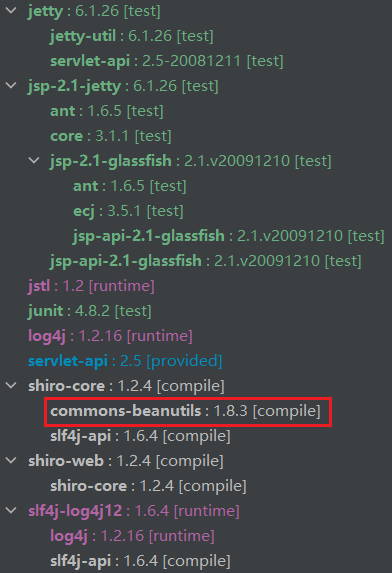 jetty : 6.1.26 [test]
jetty-util : 6.1.26 [test]
servlet-api : 2.5-20081211 [test]
jsp-2.1-jetty : 6.1.26 [test]
ant : 1.6.5 [test]
core : 3.1.1 [test]
jsp-2.1-glassfish : 2.1.v20091210 [test]
ant : 1.6.5 [test]
ecj : 3.5.1 [test]
jsp-api-2.1-glassfish : 2.1.v20091210 [test]
jsp-api-2.1-glassfish : 2.1.v20091210 [test]
jstl : 1.2 [runtime]
junit : 4.8.2 [test]
log4j : 1.2.16 [runtime]
servlet-api : 2.5 [provided]
shiro-core : 1.2.4 [compile]
commons-beanutils : 1.8.3 [compile]
slf4j-api : 1.6.4 [compile]
shiro-web : 1.2.4 [compile]
shiro-core : 1.2.4 [compile]
slf4j-log4j12 : 1.6.4 [runtime]
log4j : 1.2.16 [runtime]
slf4j-api : 1.6.4 [compile]